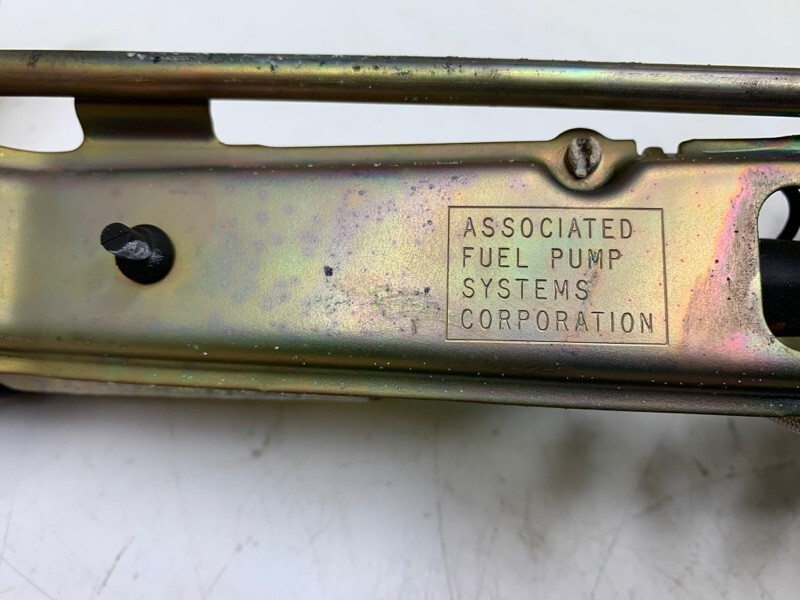 ASSOCIATED
FUEL PUMP
SYSTEMS
CORPORATION